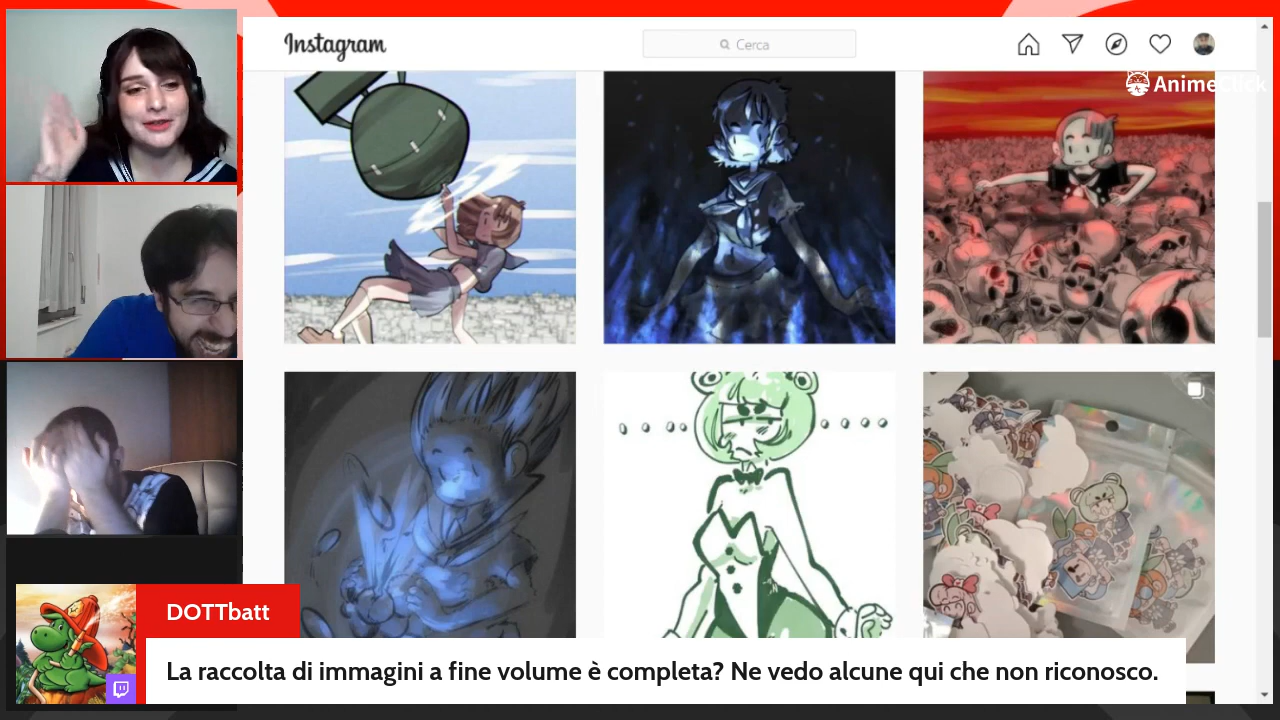 Instagram
Cerca
AnimeClick
DOTTbatt
La raccolta di immagini a fine volume è completa? Ne vedo alcune qui che non riconosco.